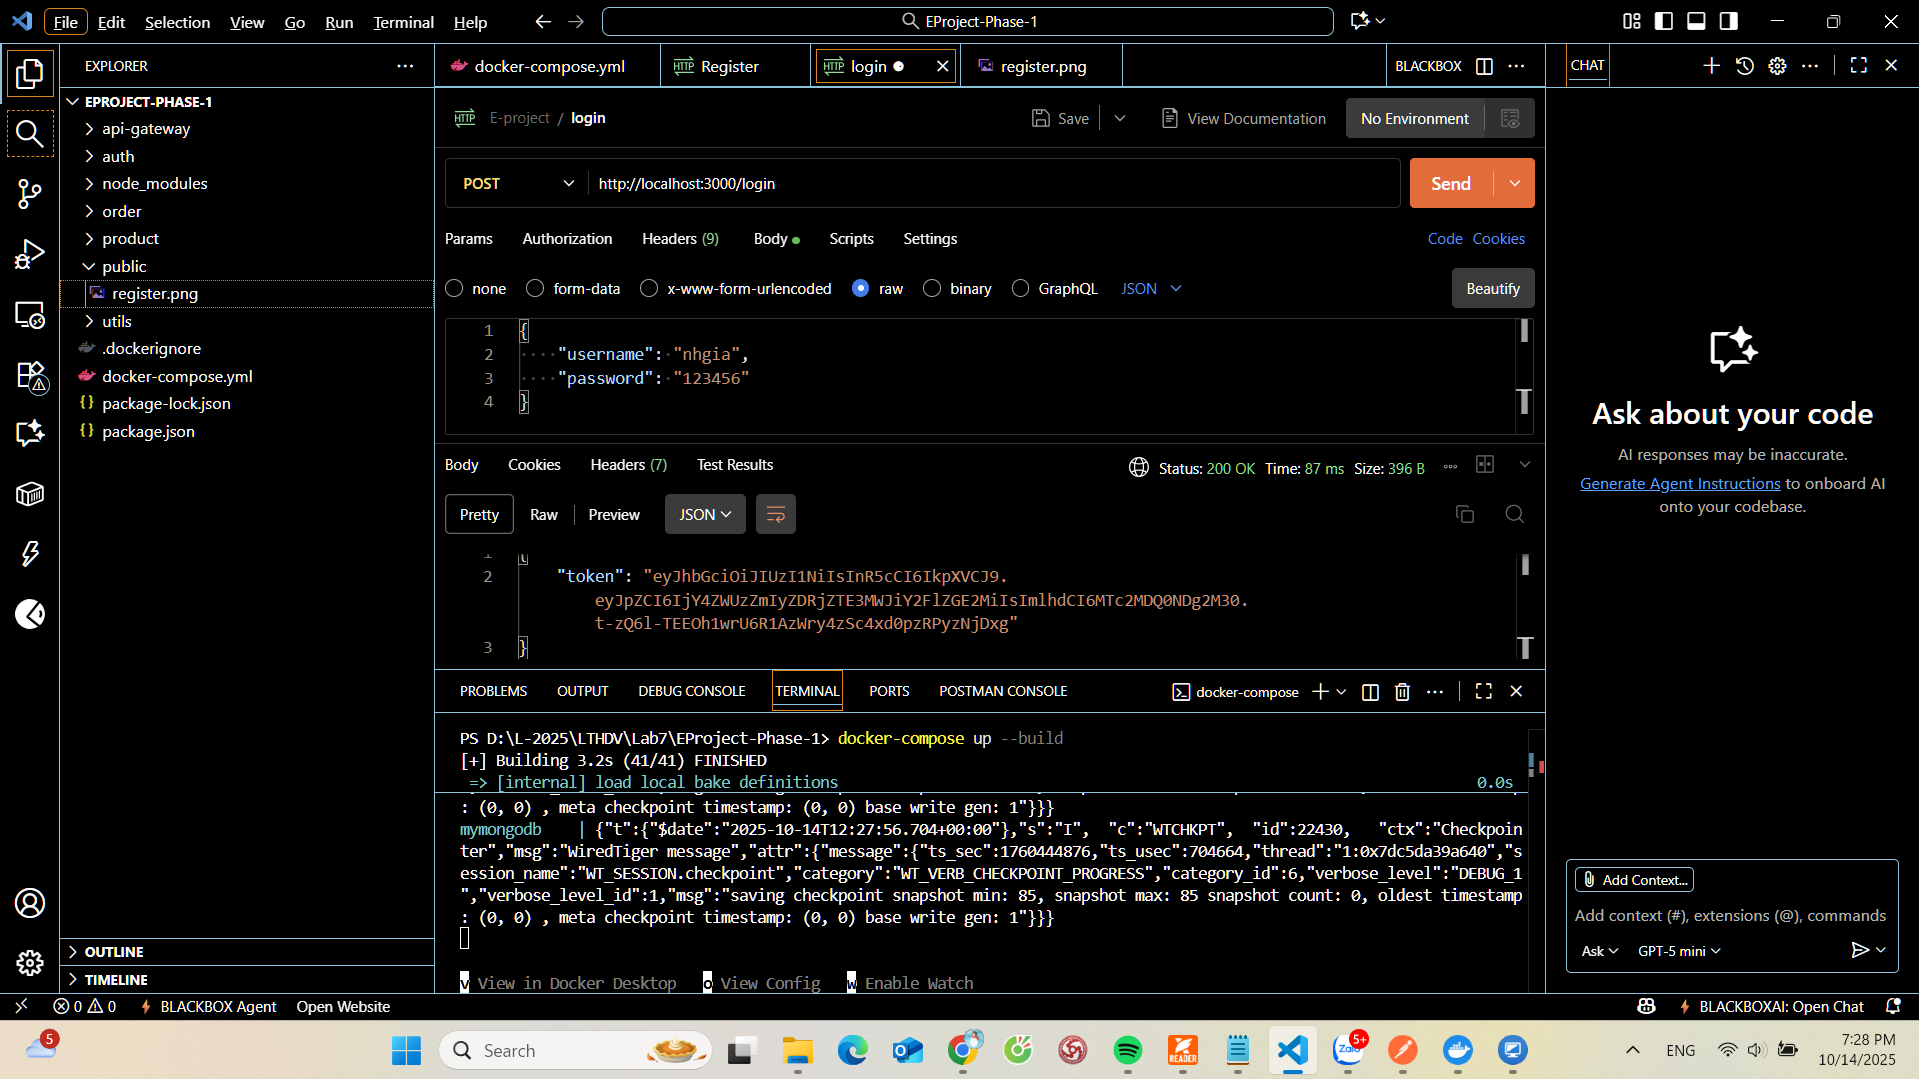 File Edit Selection View Go Run Terminal Help
EProject-Phase-1
EXPLORER
EPROJECT-PHASE-1
api-gateway
auth
node_modules
order
product
public
register.png
utils
.dockerignore
docker-compose.yml
package-lock.json
package.json
OUTLINE
TIMELINE
docker-compose.yml
HTTP Register
HTTP login
register.png
BLACKBOX
HTTP E-project / login
Save
View Documentation
No Environment
POST
http://localhost:3000/login
Send
Params Authorization Headers (9) Body Scripts Settings
Code Cookies
none form-data x-www-form-urlencoded raw binary GraphQL JSON
Beautify
1 {
2 ····"username":·"nhgia",
3 ····"password":·"123456"
4 }
Body Cookies Headers (7) Test Results
Status: 200 OK Time: 87 ms Size: 396 B
Pretty Raw Preview JSON
1 {
2 "token": "eyJhbGciOiJIUzI1NiIsInR5cCI6IkpXVCJ9.
eyJpZCI6IjY4ZWUzZmIyZDRjZTE3MWJiY2FlZGE2MiIsImlhdCI6MTc2MDQ0NDg2M30.
t-zQ6l-TEEOh1wrU6R1AzWry4zSc4xd0pzRPyzNjDxg"
3 }
PROBLEMS OUTPUT DEBUG CONSOLE TERMINAL PORTS POSTMAN CONSOLE
docker-compose
PS D:\L-2025\LTHDV\Lab7\EProject-Phase-1> docker-compose up --build
[+] Building 3.2s (41/41) FINISHED
=> [internal] load local bake definitions 0.0s
: (0, 0) , meta checkpoint timestamp: (0, 0) base write gen: 1"}}}
mymongodb | {"t":{"$date":"2025-10-14T12:27:56.704+00:00"},"s":"I", "c":"WTCHKPT", "id":22430, "ctx":"Checkpoin
ter","msg":"WiredTiger message","attr":{"message":{"ts_sec":1760444876,"ts_usec":704664,"thread":"1:0x7dc5da39a640","s
ession_name":"WT_SESSION.checkpoint","category":"WT_VERB_CHECKPOINT_PROGRESS","category_id":6,"verbose_level":"DEBUG_1
","verbose_level_id":1,"msg":"saving checkpoint snapshot min: 85, snapshot max: 85 snapshot count: 0, oldest timestamp
: (0, 0) , meta checkpoint timestamp: (0, 0) base write gen: 1"}}}
v View in Docker Desktop o View Config w Enable Watch
CHAT
Ask about your code
AI responses may be inaccurate.
Generate Agent Instructions to onboard AI
onto your codebase.
Add Context...
Add context (#), extensions (@), commands
Ask GPT-5 mini
0 0 BLACKBOX Agent Open Website
BLACKBOXAI: Open Chat
5
Search
READER
Zalo 5+
ENG
7:28 PM
10/14/2025